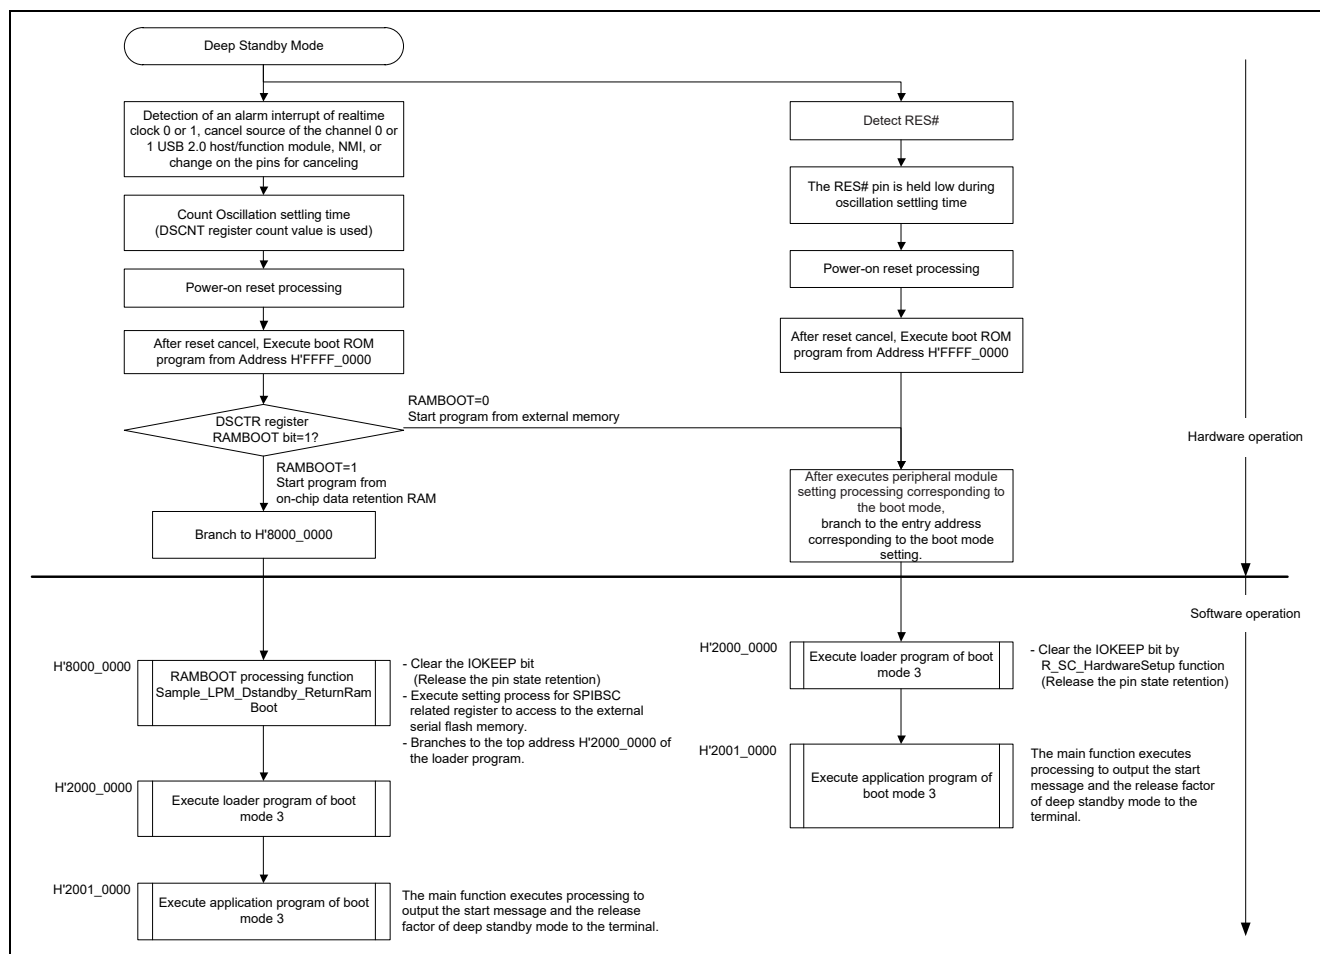 Deep Standby Mode
Detection of an alarm interrupt of realtime
clock 0 or 1, cancel source of the channel 0 or
1 USB 2.0 host/function module, NMI, or
change on the pins for canceling
Count Oscillation settling time
(DSCNT register count value is used)
Power-on reset processing
After reset cancel, Execute boot ROM
program from Address H'FFFF_0000
DSCTR register
RAMBOOT bit=1?
RAMBOOT=0
Start program from external memory
RAMBOOT=1
Start program from
on-chip data retention RAM
Branch to H'8000_0000
Detect RES#
The RES# pin is held low during
oscillation settling time
Power-on reset processing
After reset cancel, Execute boot ROM
program from Address H'FFFF_0000
After executes peripheral module
setting processing corresponding to
the boot mode,
branch to the entry address
corresponding to the boot mode
setting.
Hardware operation
Software operation
H'8000_0000
RAMBOOT processing function
Sample_LPM_Dstandby_ReturnRam
Boot
- Clear the IOKEEP bit
(Release the pin state retention)
- Execute setting process for SPIBSC
related register to access to the external
serial flash memory.
- Branches to the top address H'2000_0000 of
the loader program.
H'2000_0000
Execute loader program of boot
mode 3
H'2001_0000
Execute application program of boot
mode 3
The main function executes processing to
output the start message and the release
factor of deep standby mode to the terminal.
H'2000_0000
Execute loader program of boot
mode 3
- Clear the IOKEEP bit by
R_SC_HardwareSetup function
(Release the pin state retention)
H'2001_0000
Execute application program of
boot mode 3
The main function executes
processing to output the start
message and the release factor
of deep standby mode to the
terminal.